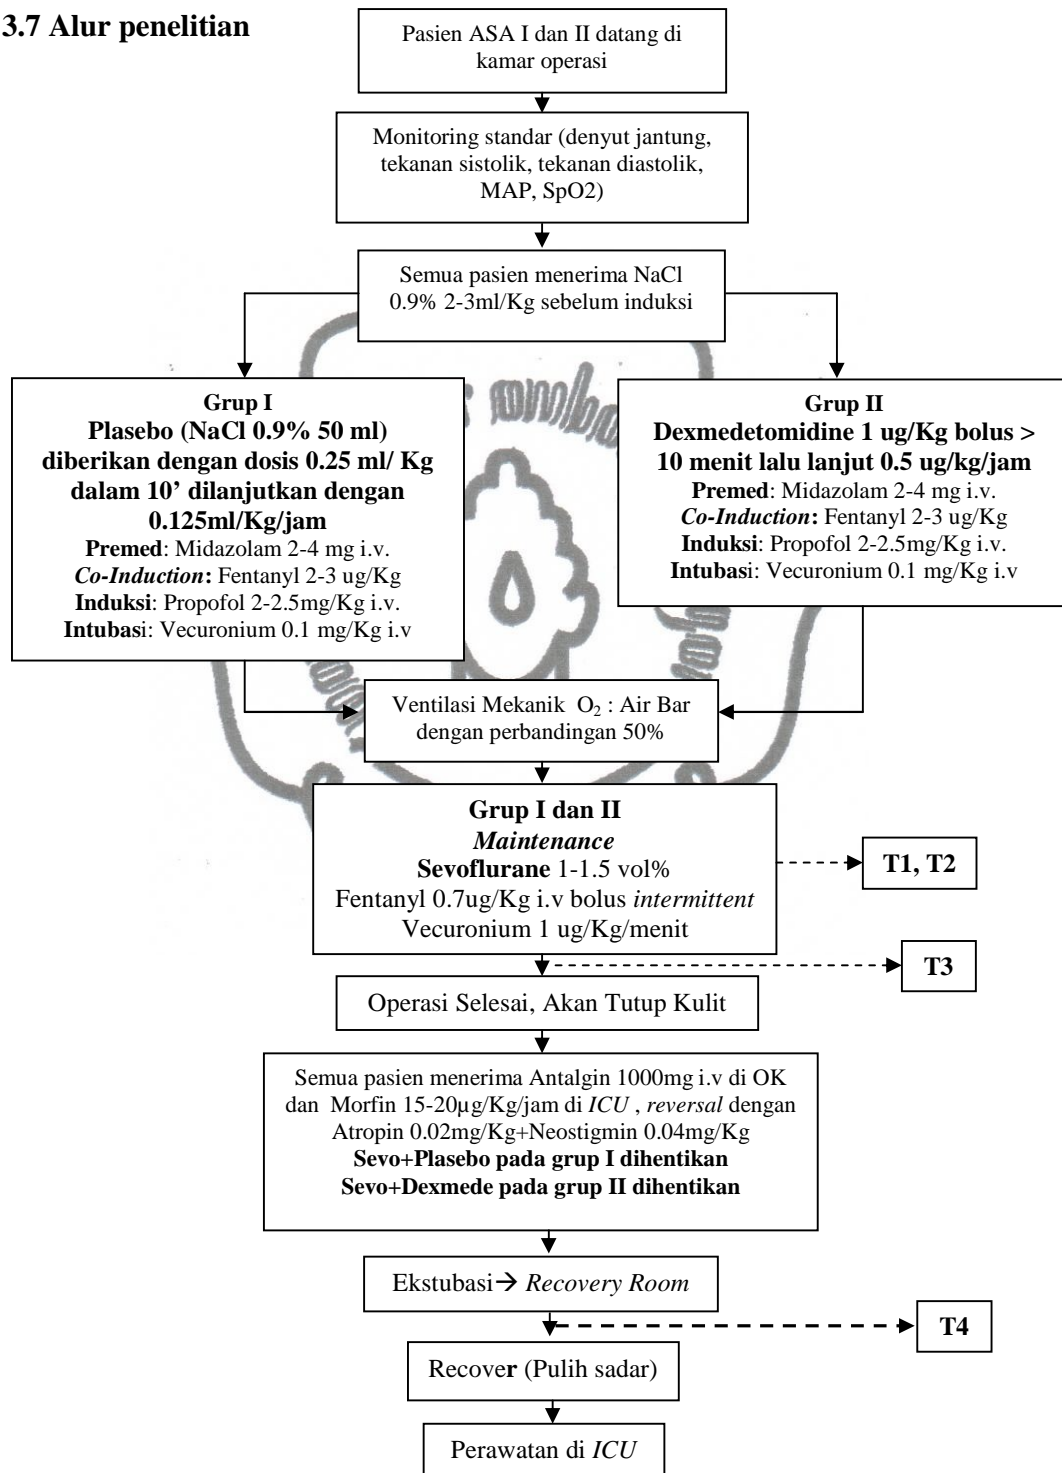 3.7 Alur penelitian
Pasien ASA I dan II datang di
kamar operasi
Monitoring standar (denyut jantung,
tekanan sistolik, tekanan diastolik,
MAP, SpO2)
Semua pasien menerima NaCl
0.9% 2-3ml/Kg sebelum induksi
Grup I
Plasebo (NaCl 0.9% 50 ml)
diberikan dengan dosis 0.25 ml/ Kg
dalam 10’ dilanjutkan dengan
0.125ml/Kg/jam
Premed: Midazolam 2-4 mg i.v.
Co-Induction: Fentanyl 2-3 ug/Kg
Induksi: Propofol 2-2.5mg/Kg i.v.
Intubasi: Vecuronium 0.1 mg/Kg i.v
Grup II
Dexmedetomidine 1 ug/Kg bolus >
10 menit lalu lanjut 0.5 ug/kg/jam
Premed: Midazolam 2-4 mg i.v.
Co-Induction: Fentanyl 2-3 ug/Kg
Induksi: Propofol 2-2.5mg/Kg i.v.
Intubasi: Vecuronium 0.1 mg/Kg i.v
Ventilasi Mekanik O₂ : Air Bar
dengan perbandingan 50%
Grup I dan II
Maintenance
Sevoflurane 1-1.5 vol%
Fentanyl 0.7ug/Kg i.v bolus intermittent
Vecuronium 1 ug/Kg/menit
T1, T2
T3
Operasi Selesai, Akan Tutup Kulit
Semua pasien menerima Antalgin 1000mg i.v di OK
dan Morfin 15-20µg/Kg/jam di ICU , reversal dengan
Atropin 0.02mg/Kg+Neostigmin 0.04mg/Kg
Sevo+Plasebo pada grup I dihentikan
Sevo+Dexmede pada grup II dihentikan
Ekstubasi→ Recovery Room
T4
Recover (Pulih sadar)
Perawatan di ICU